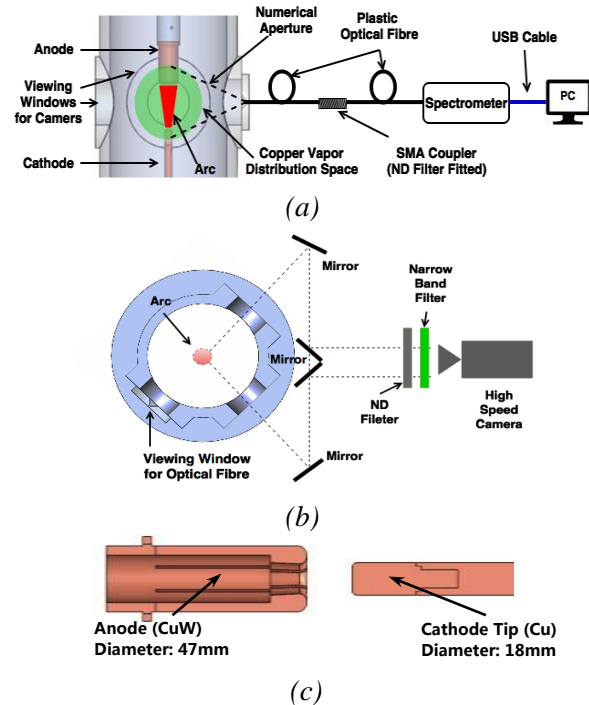 Anode
Numerical
Aperture
Plastic
Optical Fibre
USB Cable
Viewing
Windows
for Camers
Spectrometer
PC
Cathode
Arc
Copper Vapor
Distribution Space
SMA Coupler
(ND Filter Fitted)
(a)
Mirror
Narrow
Band
Filter
Arc
Mirror
ND
Fileter
High
Speed
Camera
Mirror
Viewing Window
for Optical Fibre
(b)
Anode (CuW)
Diameter: 47mm
Cathode Tip (Cu)
Diameter: 18mm
(c)